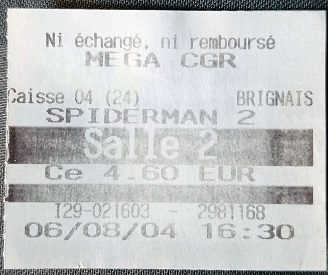 Ni échangé, ni remboursé
MEGA CGR
Caisse 04 (24) BRIGNAIS
SPIDERMAN 2
Salle 2
Ce 4.60 EUR
I29-021603 - 2981168
06/08/04 16:30